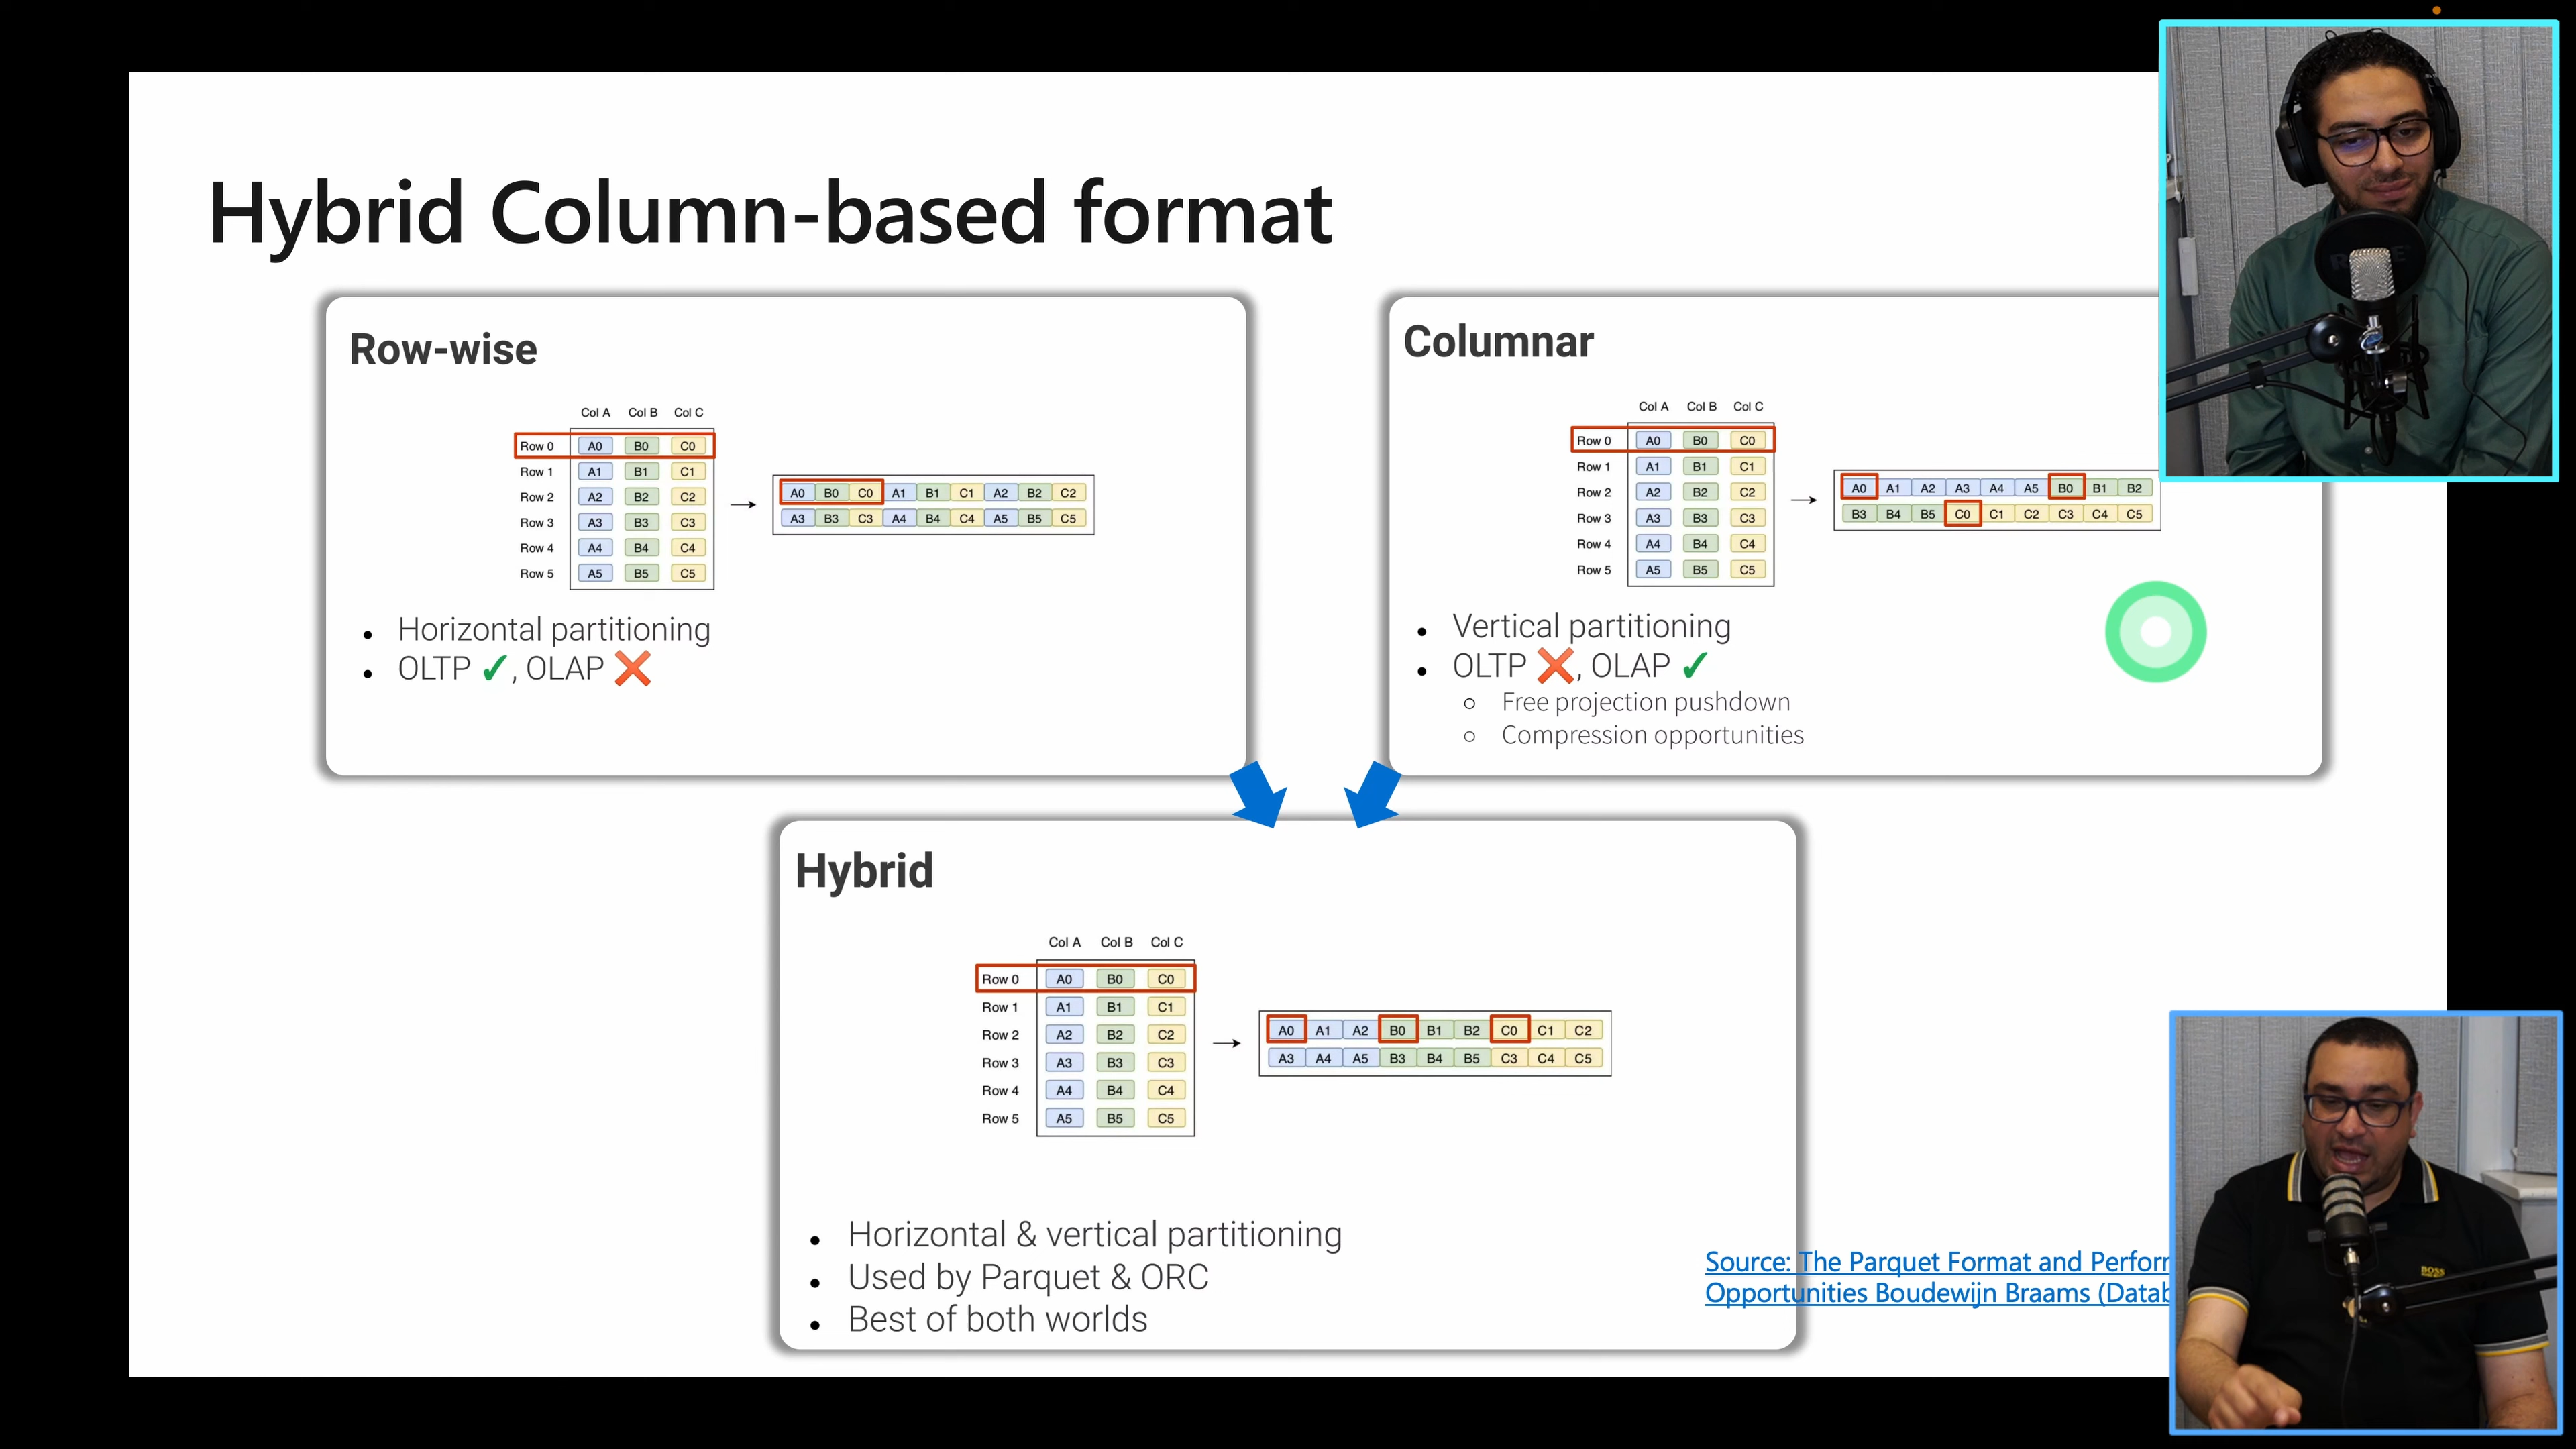 Hybrid Column-based format
Row-wise
Col A Col B Col C
Row 0 A0 B0 C0
Row 1 A1 B1 C1
Row 2 A2 B2 C2
Row 3 A3 B3 C3
Row 4 A4 B4 C4
Row 5 A5 B5 C5
A0 B0 C0 A1 B1 C1 A2 B2 C2
A3 B3 C3 A4 B4 C4 A5 B5 C5
• Horizontal partitioning
• OLTP ✓, OLAP ❌
Columnar
Col A Col B Col C
Row 0 A0 B0 C0
Row 1 A1 B1 C1
Row 2 A2 B2 C2
Row 3 A3 B3 C3
Row 4 A4 B4 C4
Row 5 A5 B5 C5
A0 A1 A2 A3 A4 A5 B0 B1 B2
B3 B4 B5 C0 C1 C2 C3 C4 C5
• Vertical partitioning
• OLTP ❌, OLAP ✓
○ Free projection pushdown
○ Compression opportunities
Hybrid
Col A Col B Col C
Row 0 A0 B0 C0
Row 1 A1 B1 C1
Row 2 A2 B2 C2
Row 3 A3 B3 C3
Row 4 A4 B4 C4
Row 5 A5 B5 C5
A0 A1 A2 B0 B1 B2 C0 C1 C2
A3 A4 A5 B3 B4 B5 C3 C4 C5
• Horizontal & vertical partitioning
• Used by Parquet & ORC
• Best of both worlds
Source: The Parquet Format and Perfor
Opportunities Boudewijn Braams (Datab
BOSS